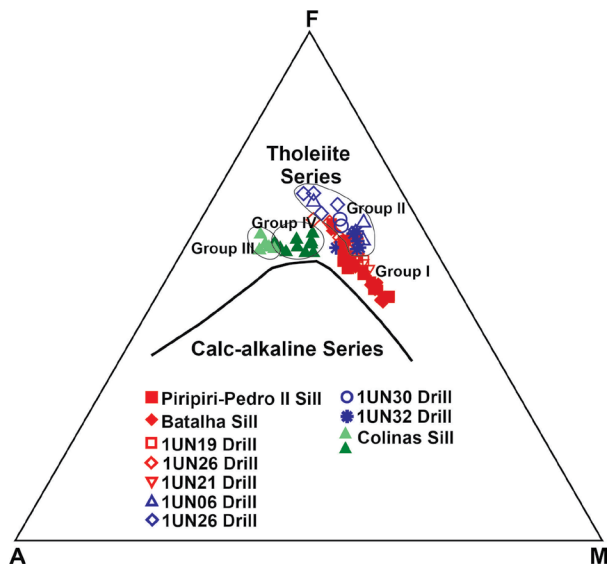 F
Tholeiite
Series
Group II
Group IV
Group III
Group I
Calc-alkaline Series
Piripiri-Pedro II Sill
Batalha Sill
1UN19 Drill
1UN26 Drill
1UN21 Drill
1UN06 Drill
1UN26 Drill
1UN30 Drill
1UN32 Drill
Colinas Sill
A
M